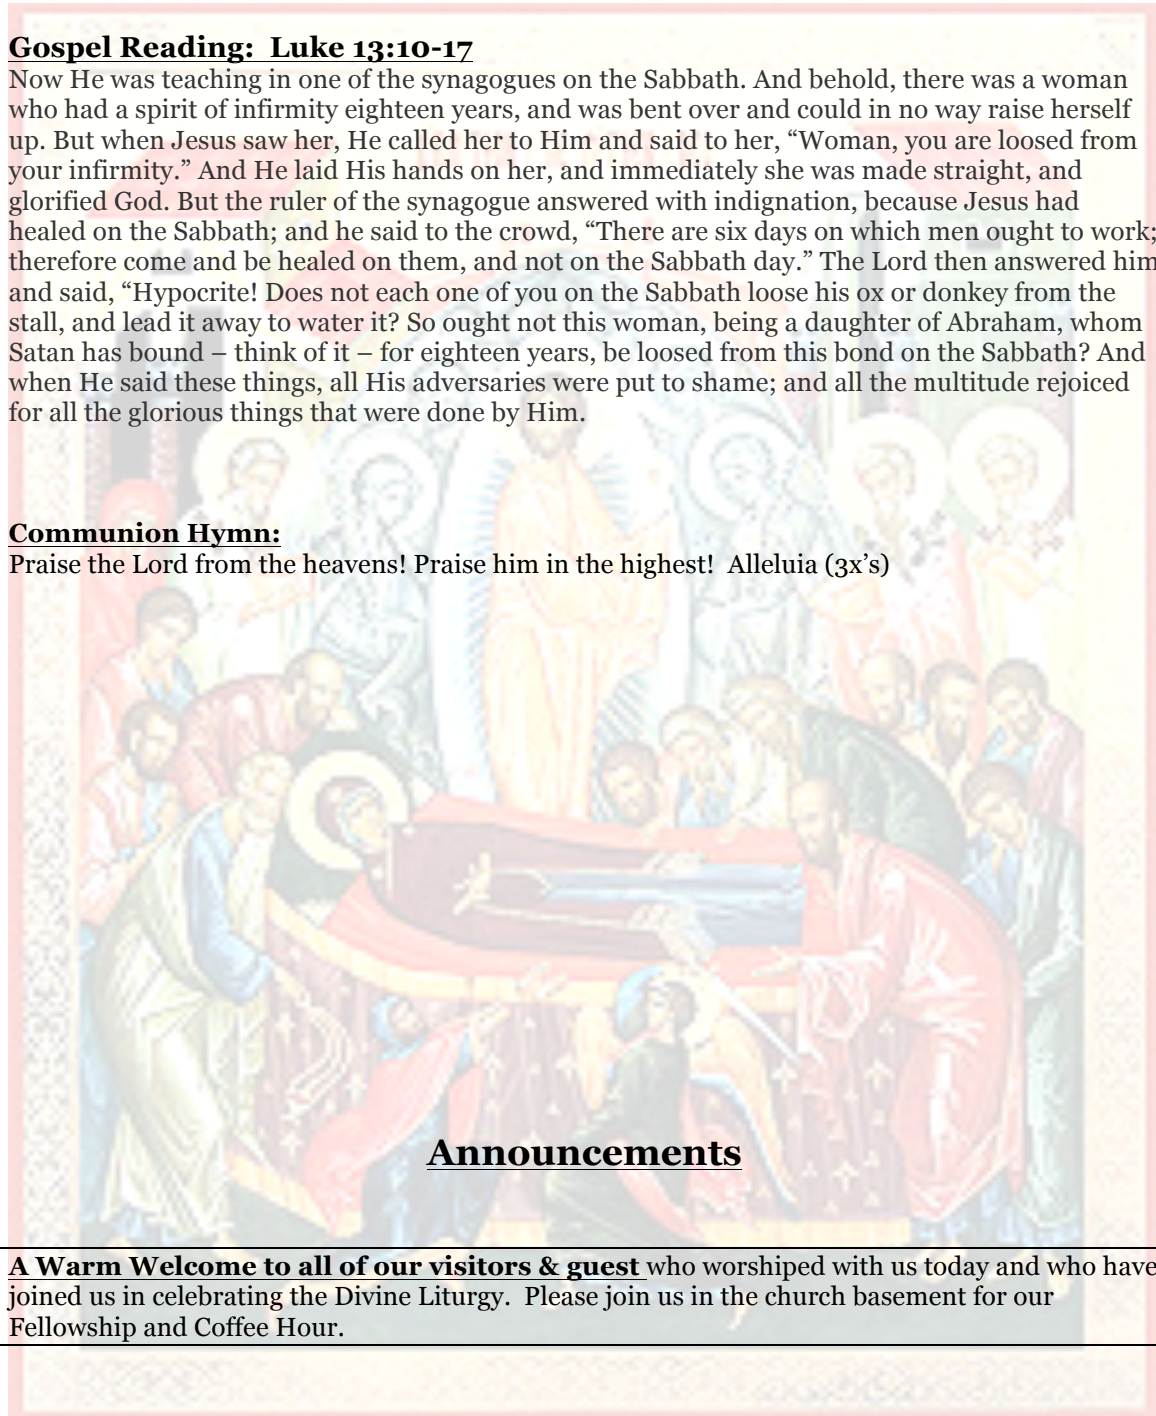 Gospel Reading:  Luke 13:10-17
Now He was teaching in one of the synagogues on the Sabbath. And behold, there was a woman
who had a spirit of infirmity eighteen years, and was bent over and could in no way raise herself
up. But when Jesus saw her, He called her to Him and said to her, “Woman, you are loosed from
your infirmity.” And He laid His hands on her, and immediately she was made straight, and
glorified God. But the ruler of the synagogue answered with indignation, because Jesus had
healed on the Sabbath; and he said to the crowd, “There are six days on which men ought to work;
therefore come and be healed on them, and not on the Sabbath day.” The Lord then answered him
and said, “Hypocrite! Does not each one of you on the Sabbath loose his ox or donkey from the
stall, and lead it away to water it? So ought not this woman, being a daughter of Abraham, whom
Satan has bound – think of it – for eighteen years, be loosed from this bond on the Sabbath? And
when He said these things, all His adversaries were put to shame; and all the multitude rejoiced
for all the glorious things that were done by Him.
Communion Hymn:
Praise the Lord from the heavens! Praise him in the highest!  Alleluia (3x’s)
Announcements
A Warm Welcome to all of our visitors & guest who worshiped with us today and who have
joined us in celebrating the Divine Liturgy.  Please join us in the church basement for our
Fellowship and Coffee Hour.